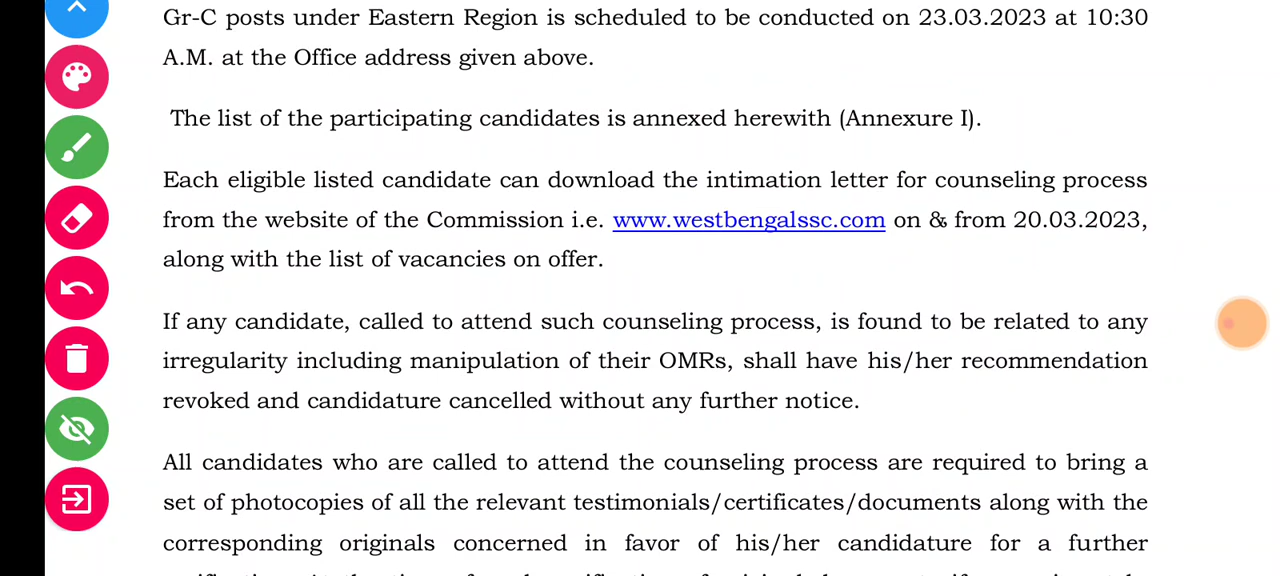 Gr-C posts under Eastern Region is scheduled to be conducted on 23.03.2023 at 10:30
A.M. at the Office address given above.
The list of the participating candidates is annexed herewith (Annexure I).
Each eligible listed candidate can download the intimation letter for counseling process
from the website of the Commission i.e. www.westbengalssc.com on & from 20.03.2023,
along with the list of vacancies on offer.
If any candidate, called to attend such counseling process, is found to be related to any
irregularity including manipulation of their OMRs, shall have his/her recommendation
revoked and candidature cancelled without any further notice.
All candidates who are called to attend the counseling process are required to bring a
set of photocopies of all the relevant testimonials/certificates/documents along with the
corresponding originals concerned in favor of his/her candidature for a further